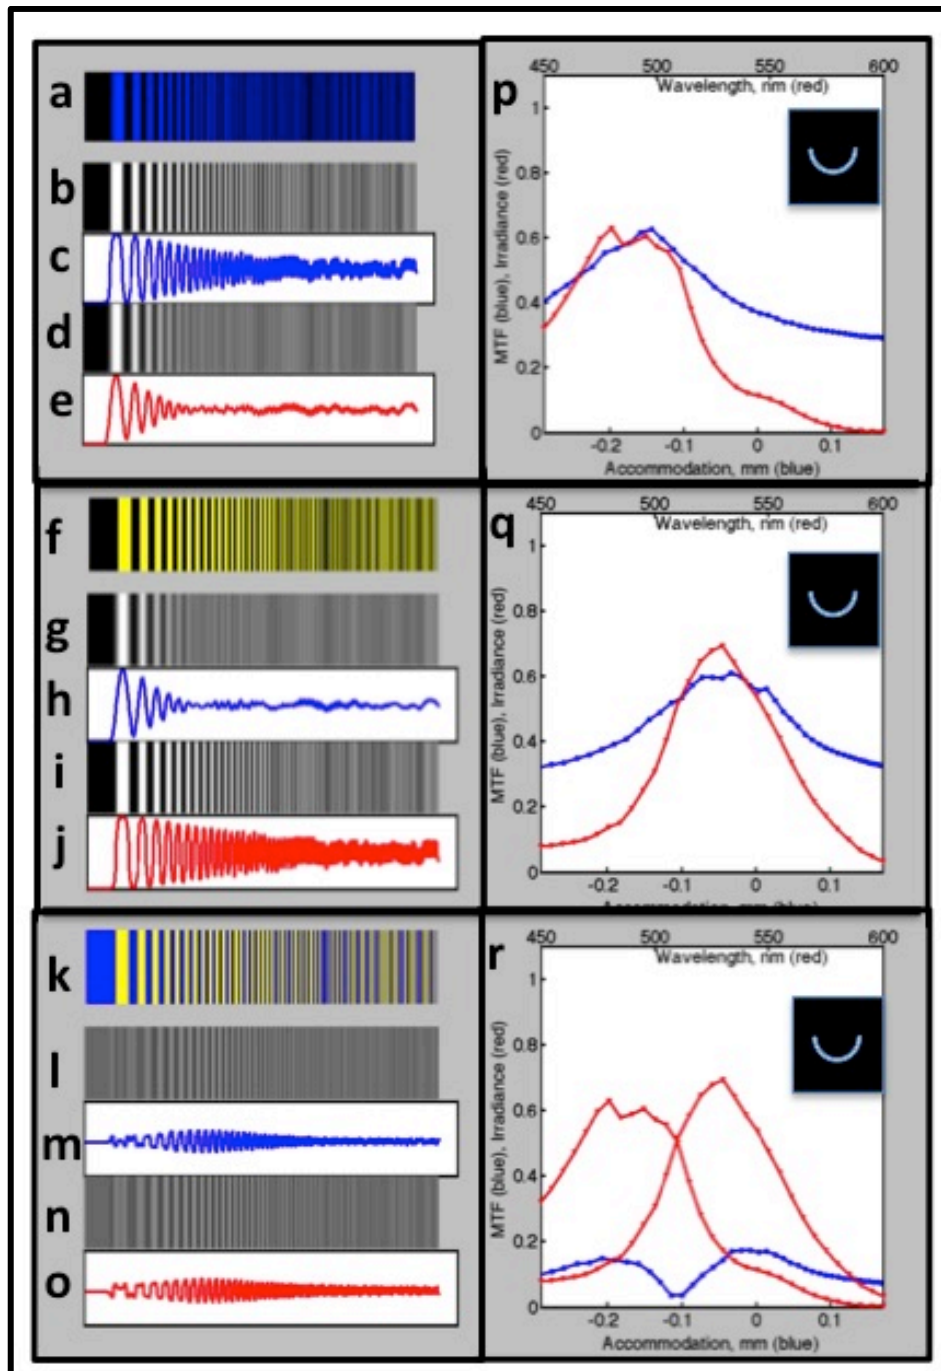 a
b
c
d
e
p
450 500 550 600
Wavelength, nm (red)
MTF (blue), Irradiance (red)
1
0.8
0.6
0.4
0.2
0
-0.2 -0.1 0 0.1
Accommodation, mm (blue)
f
g
h
i
j
q
450 500 550 600
Wavelength, nm (red)
MTF (blue), Irradiance (red)
1
0.8
0.6
0.4
0.2
0
-0.2 -0.1 0 0.1
Accommodation, mm (blue)
k
l
m
n
o
r
450 500 550 600
Wavelength, nm (red)
MTF (blue), Irradiance (red)
1
0.8
0.6
0.4
0.2
0
-0.2 -0.1 0 0.1
Accommodation, mm (blue)